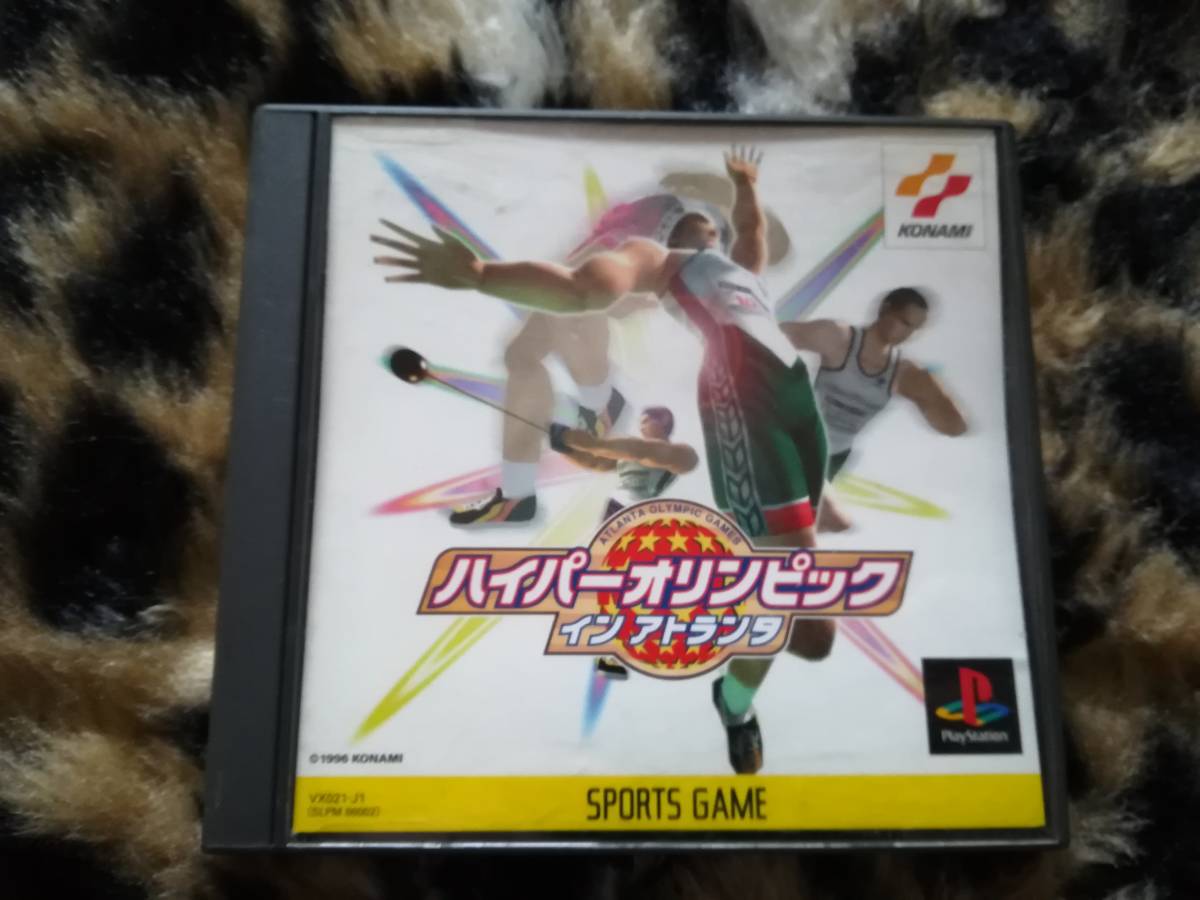 KONAMI
ATLANTA OLYMPIC GAMES
ハイパーオリンピック
イン アトランタ
PlayStation
©1996 KONAMI
VX021-J1
(SLPM 86002)
SPORTS GAME